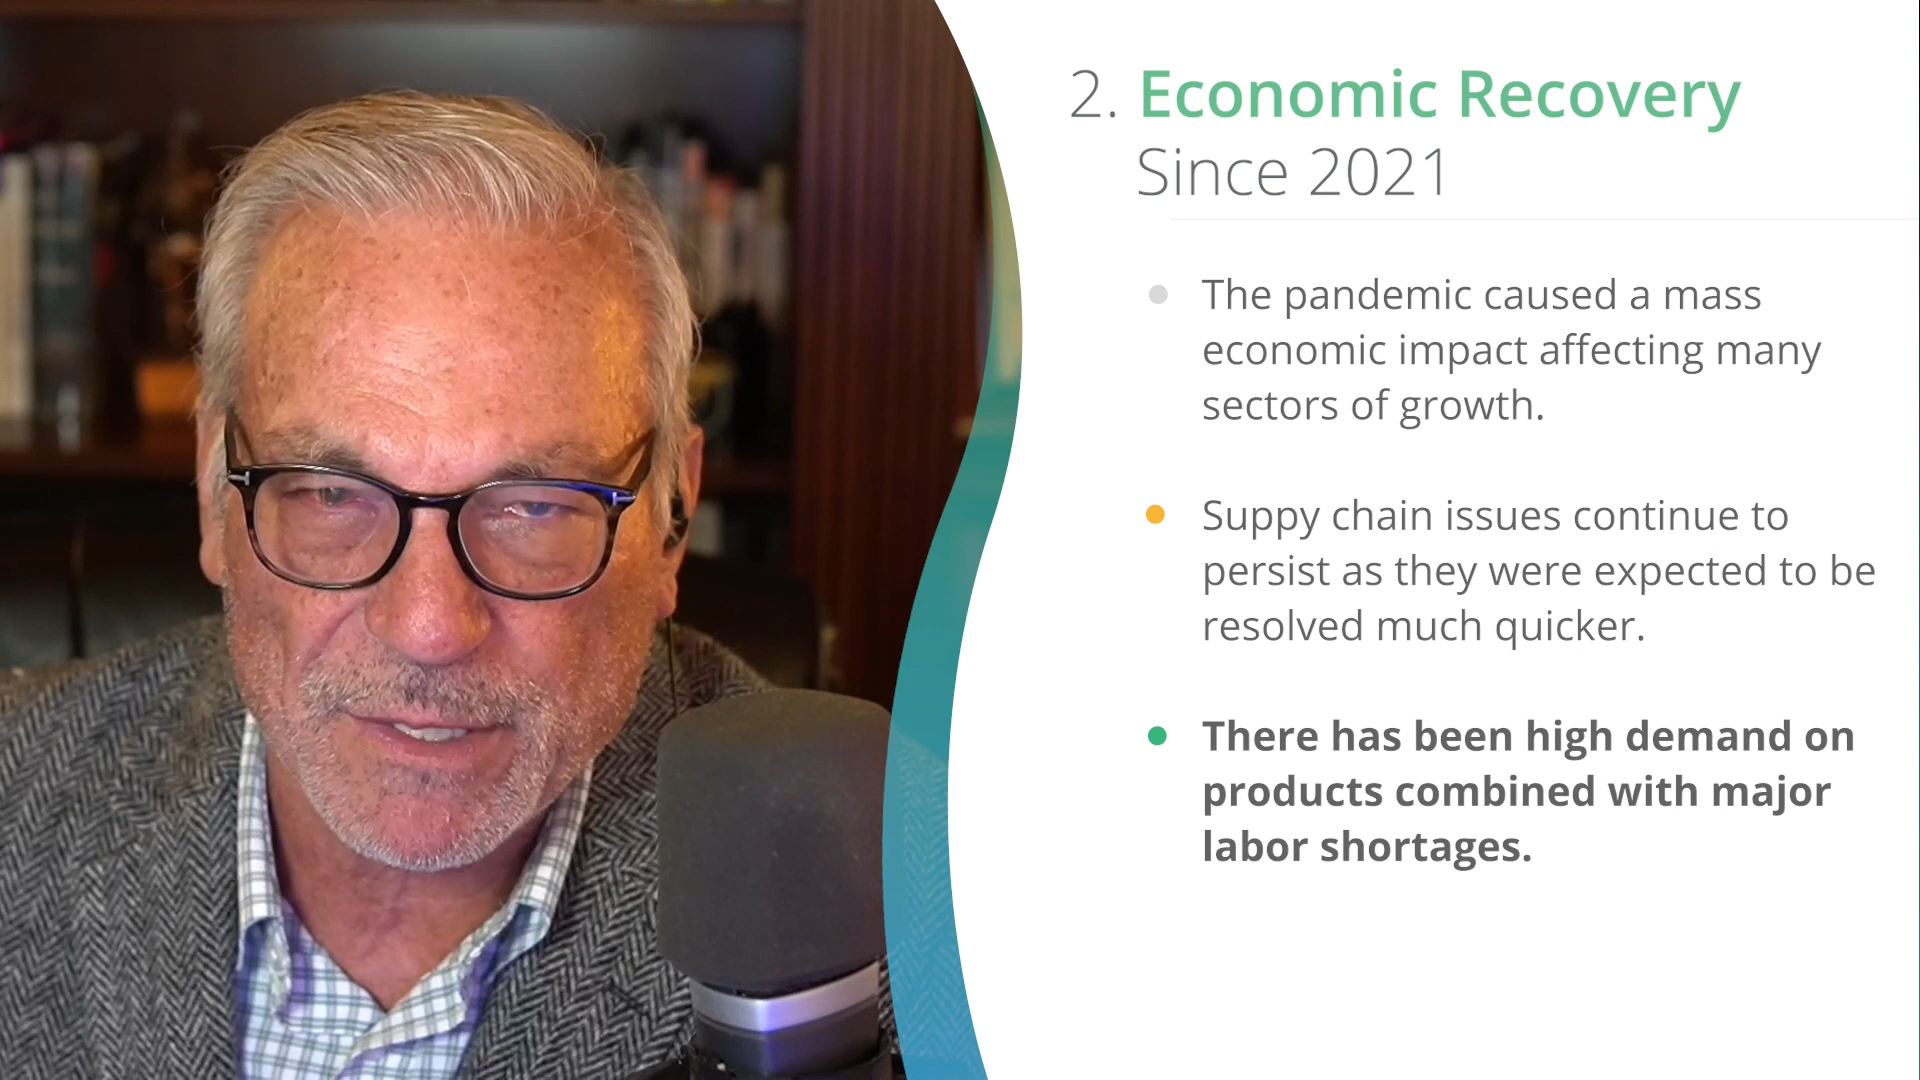 2. Economic Recovery
Since 2021
The pandemic caused a mass
economic impact affecting many
sectors of growth.
Suppy chain issues continue to
persist as they were expected to be
resolved much quicker.
There has been high demand on
products combined with major
labor shortages.